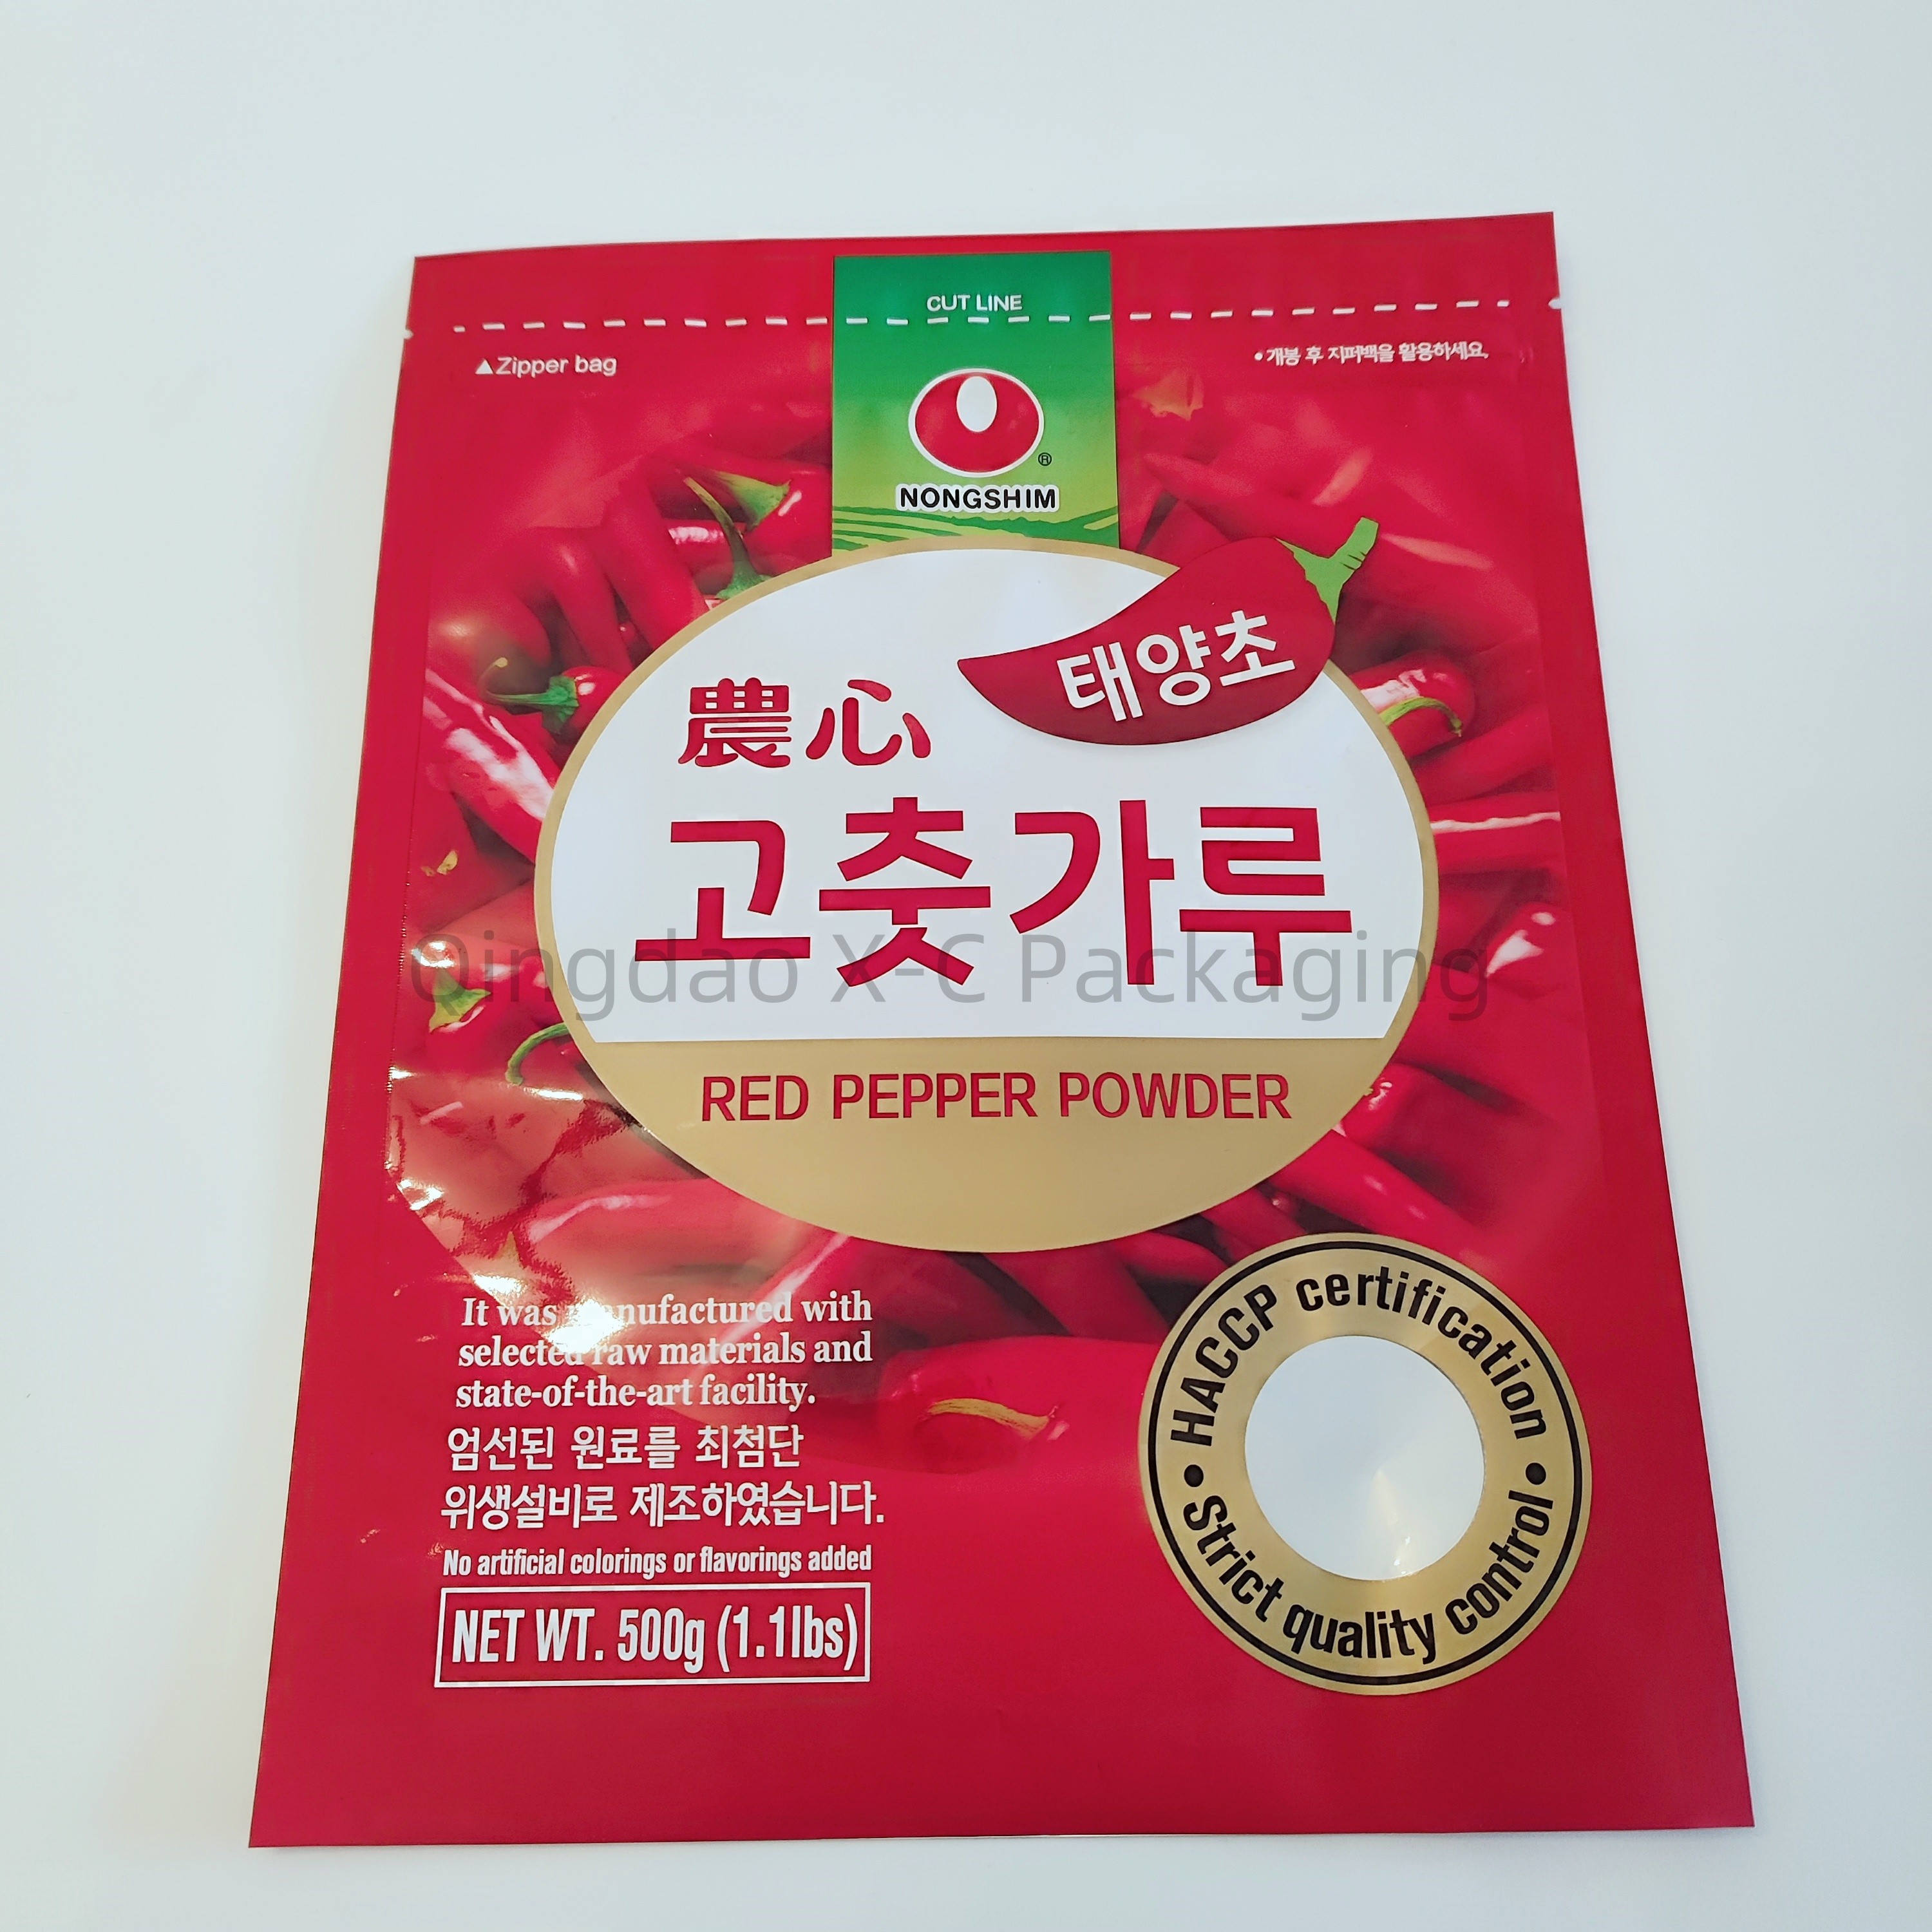 CUT LINE
▲Zipper bag
• 개봉 후 지퍼백을 활용하세요.
®
NONGSHIM
태양초
農心
고춧가루
Qingdao X-C Packaging
RED PEPPER POWDER
It was manufactured with
selected raw materials and
state-of-the-art facility.
엄선된 원료를 최첨단
위생설비로 제조하였습니다.
No artificial colorings or flavorings added
NET WT. 500g (1.1lbs)
• HACCP certification •
Strict quality control